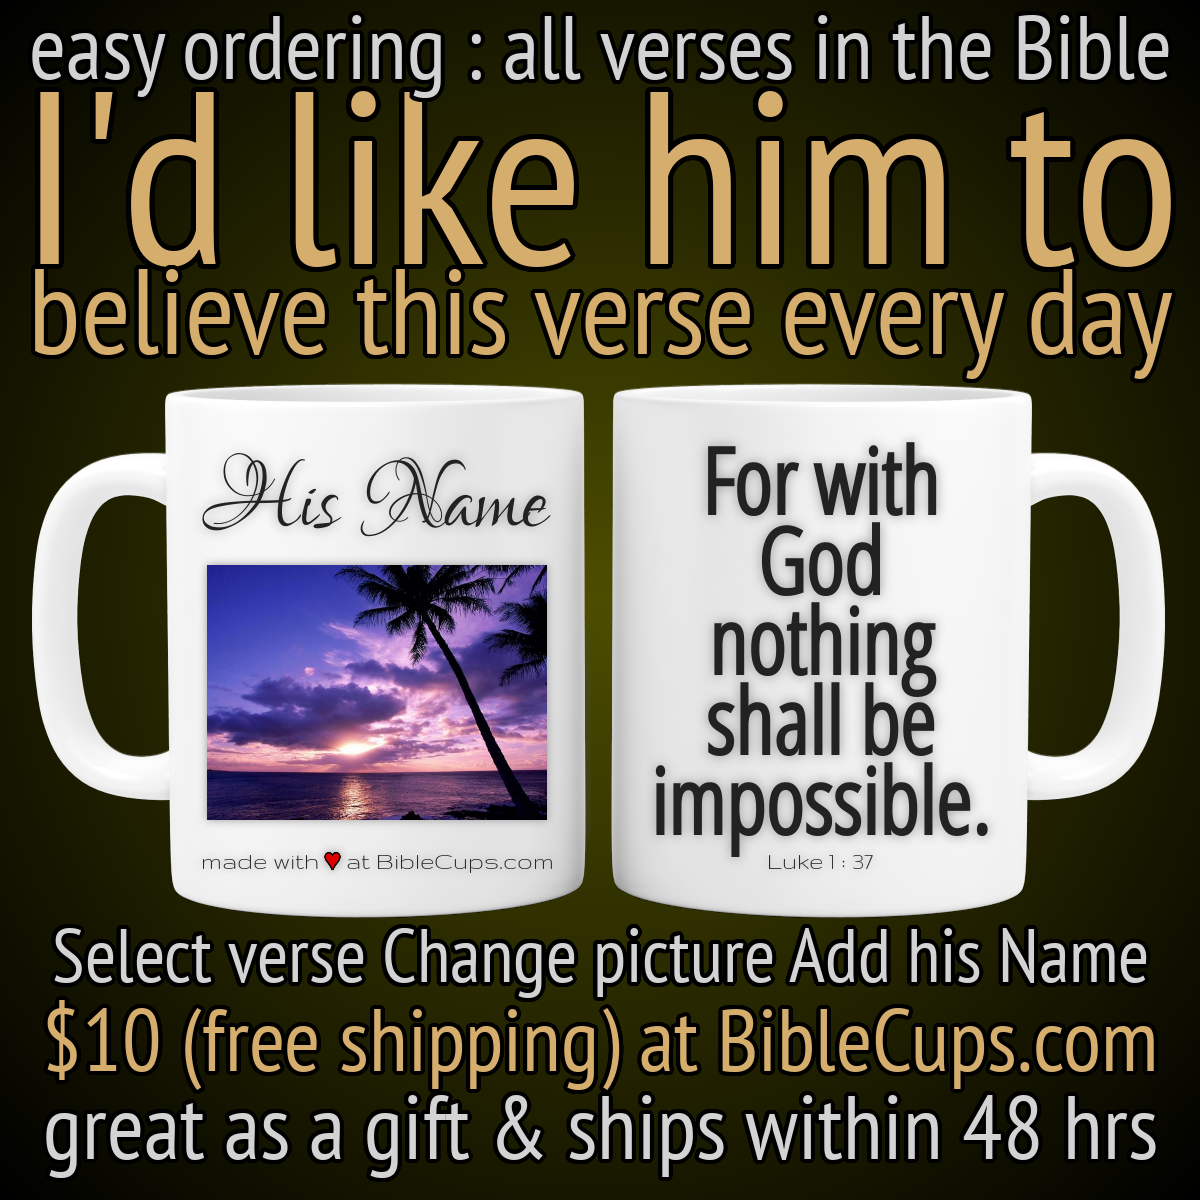 easy ordering : all verses in the Bible
I'd like him to
believe this verse every day
His Name
made with ♥ at BibleCups.com
For with
God
nothing
shall be
impossible.
Luke 1 : 37
Select verse Change picture Add his Name
$10 (free shipping) at BibleCups.com
great as a gift & ships within 48 hrs